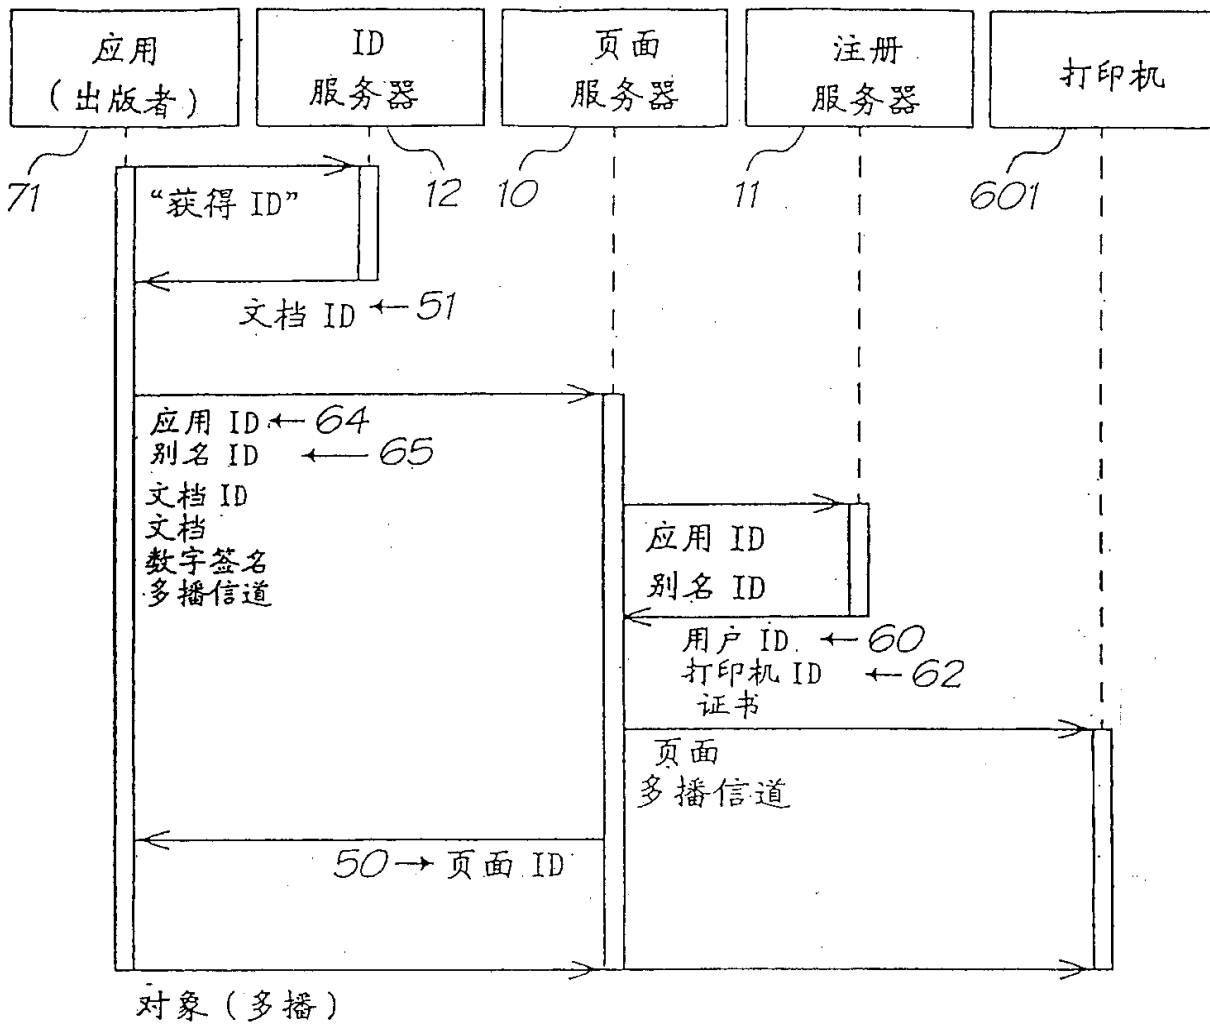 应用
(出版者)
ID
服务器
页面
服务器
注册
服务器
打印机
71
12
10
11
601
“获得 ID”
文档 ID ← 51
应用 ID ← 64
别名 ID ← 65
文档 ID
文档
数字签名
多播信道
应用 ID
别名 ID
用户 ID. ← 60
打印机 ID ← 62
证书
页面
多播信道
50 → 页面 ID
对象(多播)